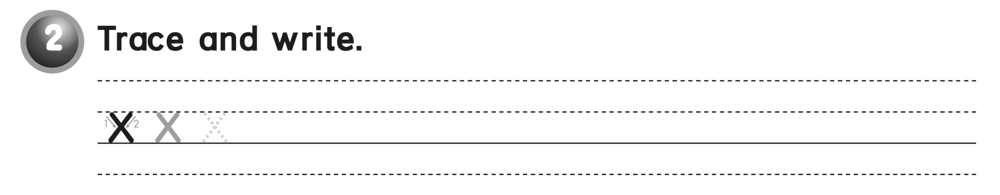 2 Trace and write.
1 x 2 x x